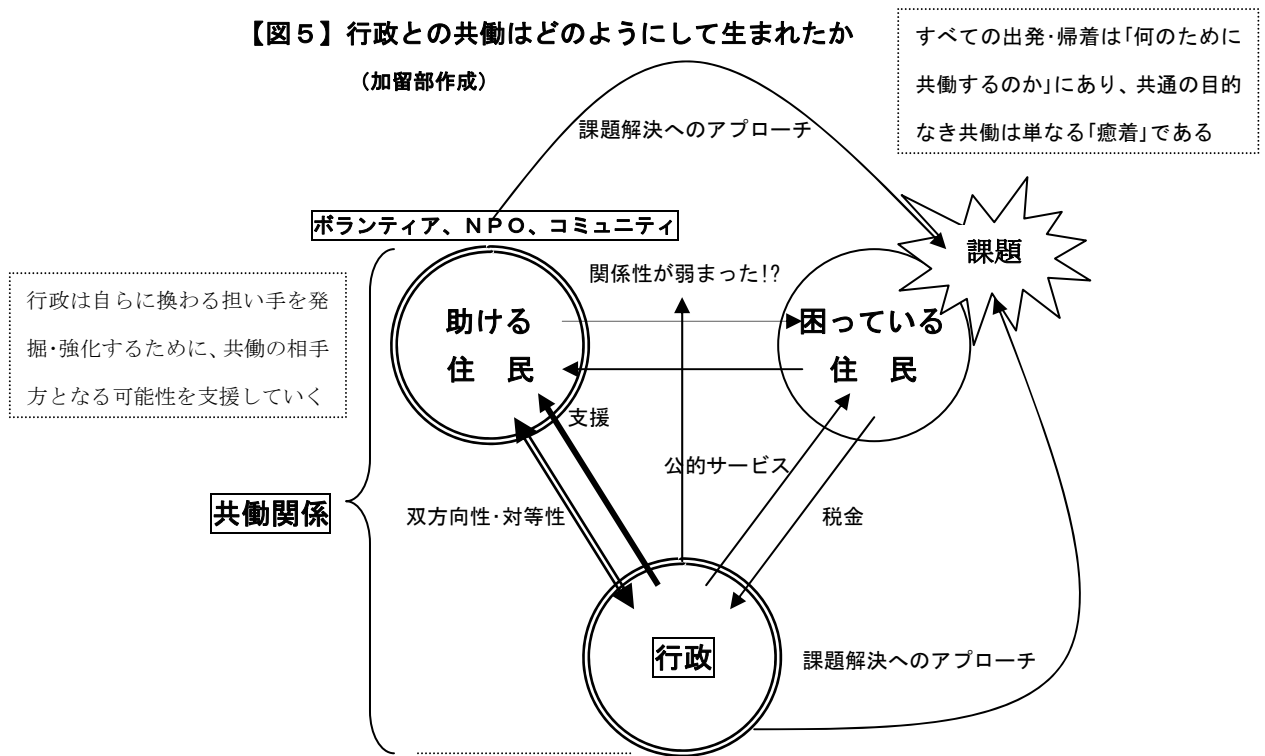 【図５】行政との共働はどのようにして生まれたか
（加留部作成）
すべての出発・帰着は｢何のために
共働するのか｣にあり、共通の目的
なき共働は単なる｢癒着｣である
課題解決へのアプローチ
ボランティア、ＮＰＯ、コミュニティ
課題
関係性が弱まった!?
行政は自らに換わる担い手を発
掘・強化するために、共働の相手
方となる可能性を支援していく
助ける
住　民
困っている
住　民
支援
公的サービス
共働関係
双方向性・対等性
税金
行政
課題解決へのアプローチ